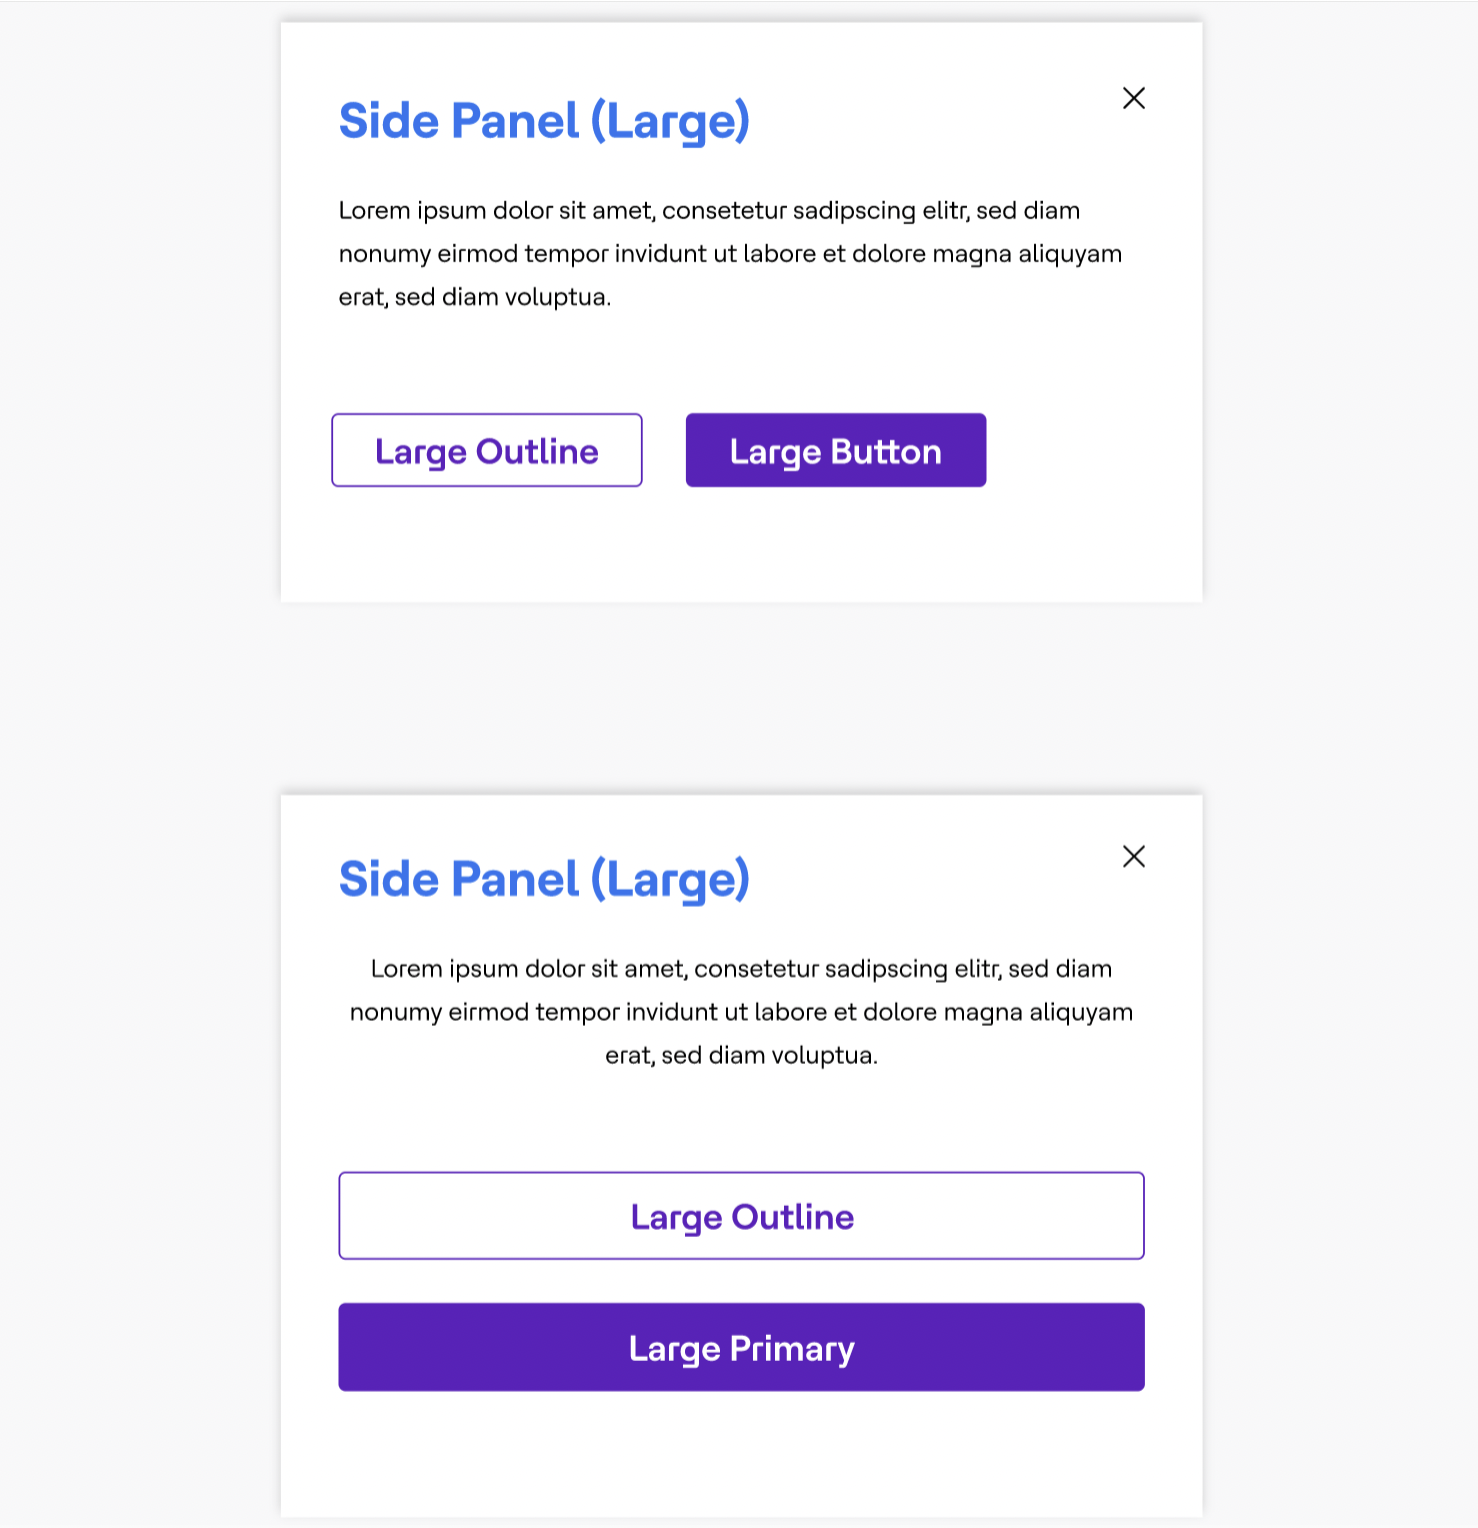 Side Panel (Large)
Lorem ipsum dolor sit amet, consetetur sadipscing elitr, sed diam
nonumy eirmod tempor invidunt ut labore et dolore magna aliquyam
erat, sed diam voluptua.
Large Outline
Large Button
Side Panel (Large)
Lorem ipsum dolor sit amet, consetetur sadipscing elitr, sed diam
nonumy eirmod tempor invidunt ut labore et dolore magna aliquyam
erat, sed diam voluptua.
Large Outline
Large Primary